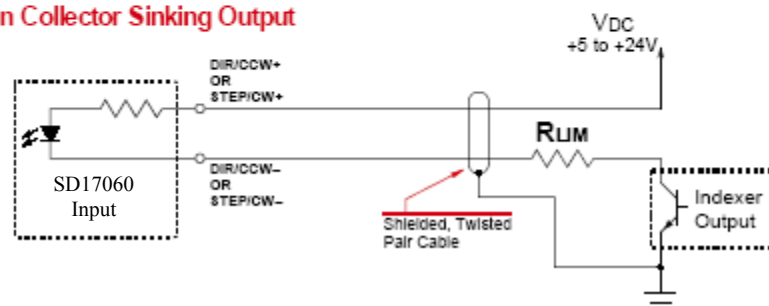 n Collector Sinking Output
VDC
+5 to +24V
DIR/CCW+
OR
STEP/CW+
RLIM
SD17060
Input
DIR/CCW–
OR
STEP/CW–
Shielded, Twisted
Pair Cable
Indexer
Output